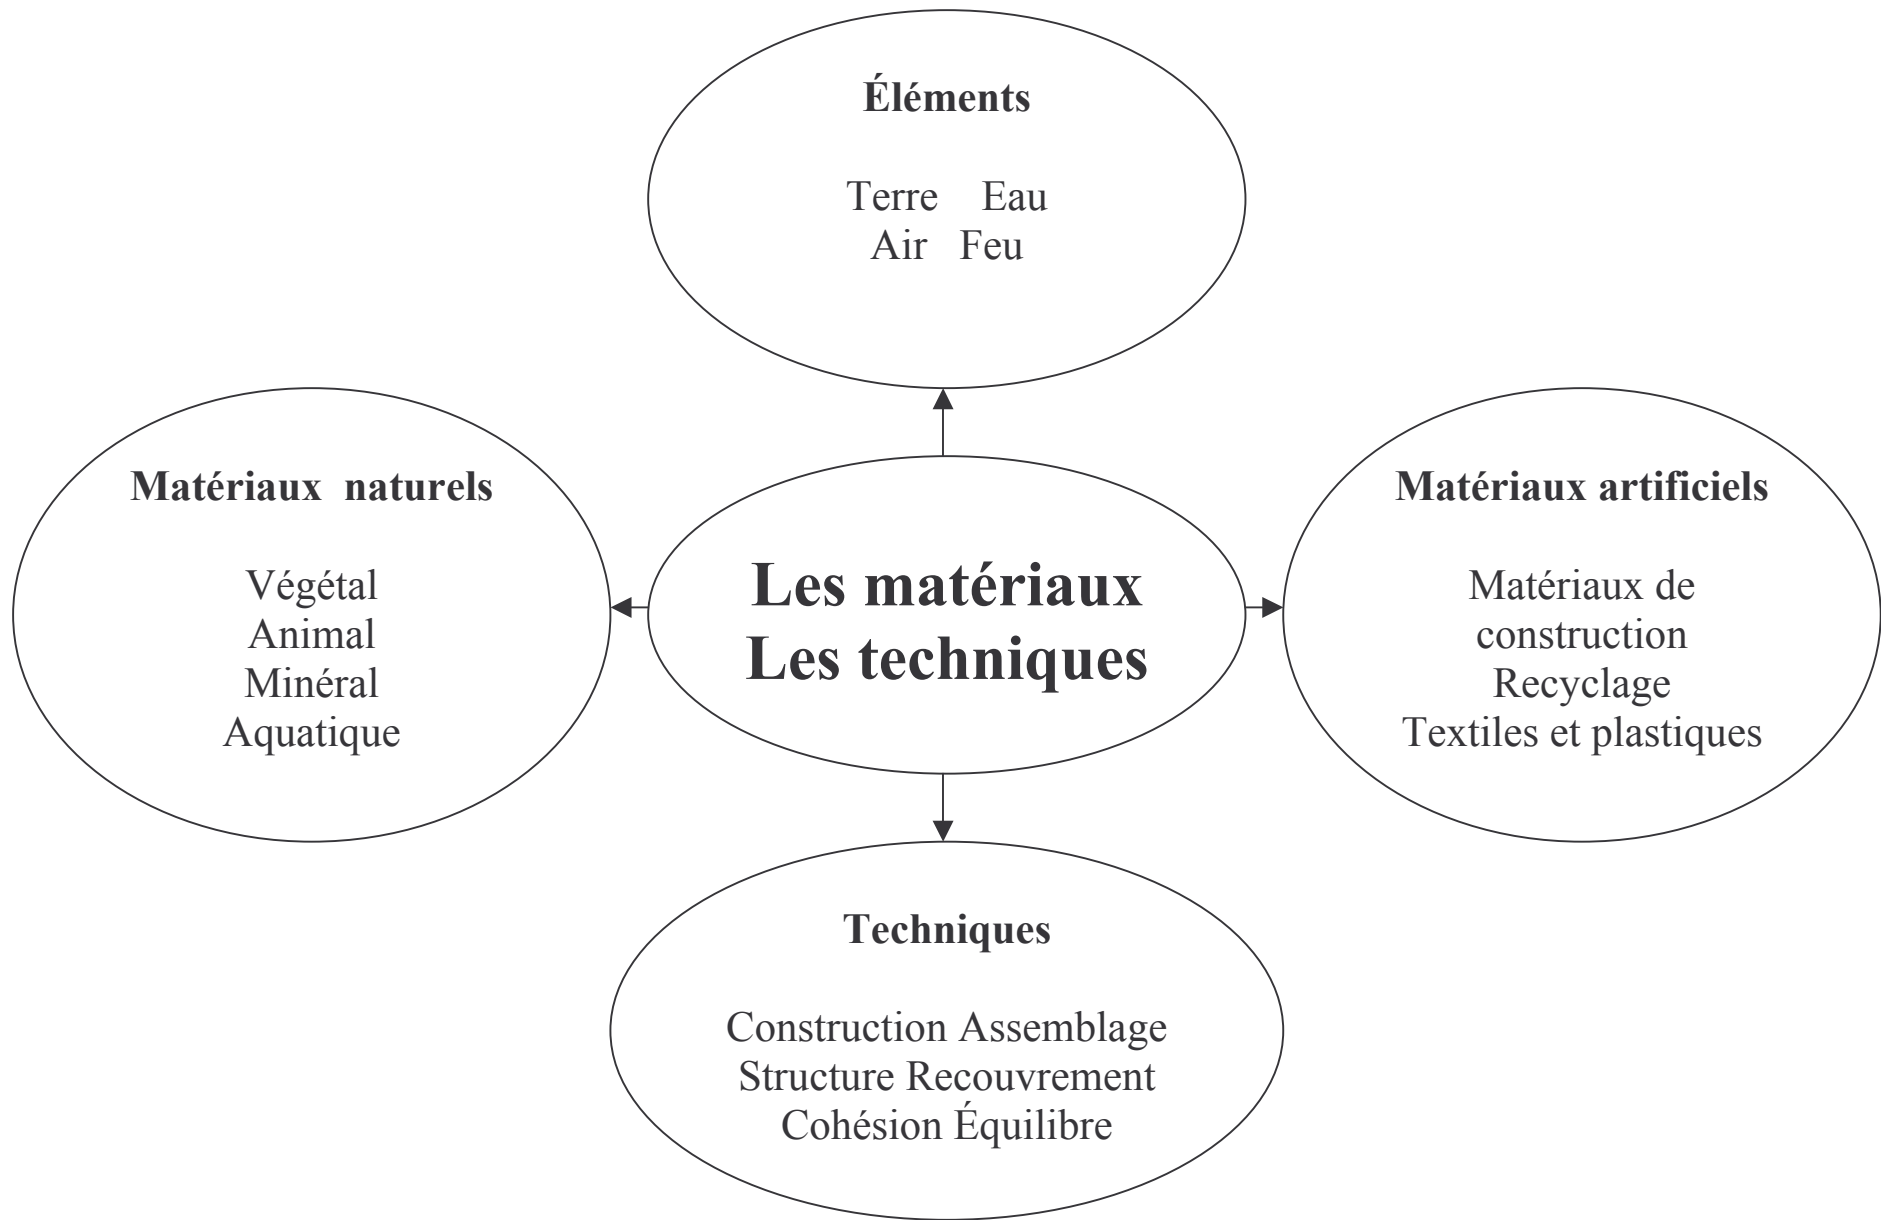 Éléments
Terre Eau
Air Feu
Matériaux naturels
Végétal
Animal
Minéral
Aquatique
Les matériaux
Les techniques
Matériaux artificiels
Matériaux de
construction
Recyclage
Textiles et plastiques
Techniques
Construction Assemblage
Structure Recouvrement
Cohésion Équilibre